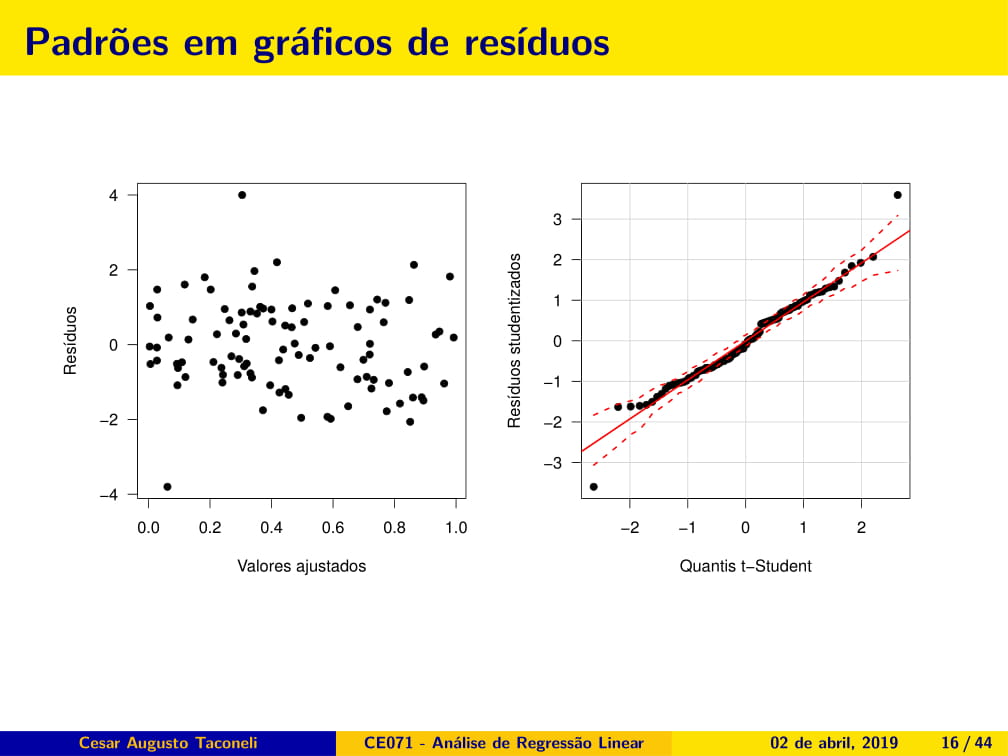 Padrões em gráficos de resíduos
4
2
0
−2
−4
Resíduos
0.0 0.2 0.4 0.6 0.8 1.0
Valores ajustados
3
2
1
0
−1
−2
−3
Resíduos studentizados
−2 −1 0 1 2
Quantis t−Student
Cesar Augusto Taconeli CE071 - Análise de Regressão Linear 02 de abril, 2019 16 / 44